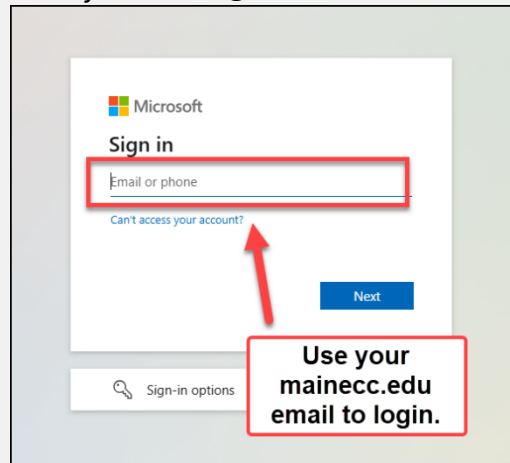 Microsoft
Sign in
Email or phone
Can't access your account?
Next
Sign-in options
Use your
mainecc.edu
email to login.